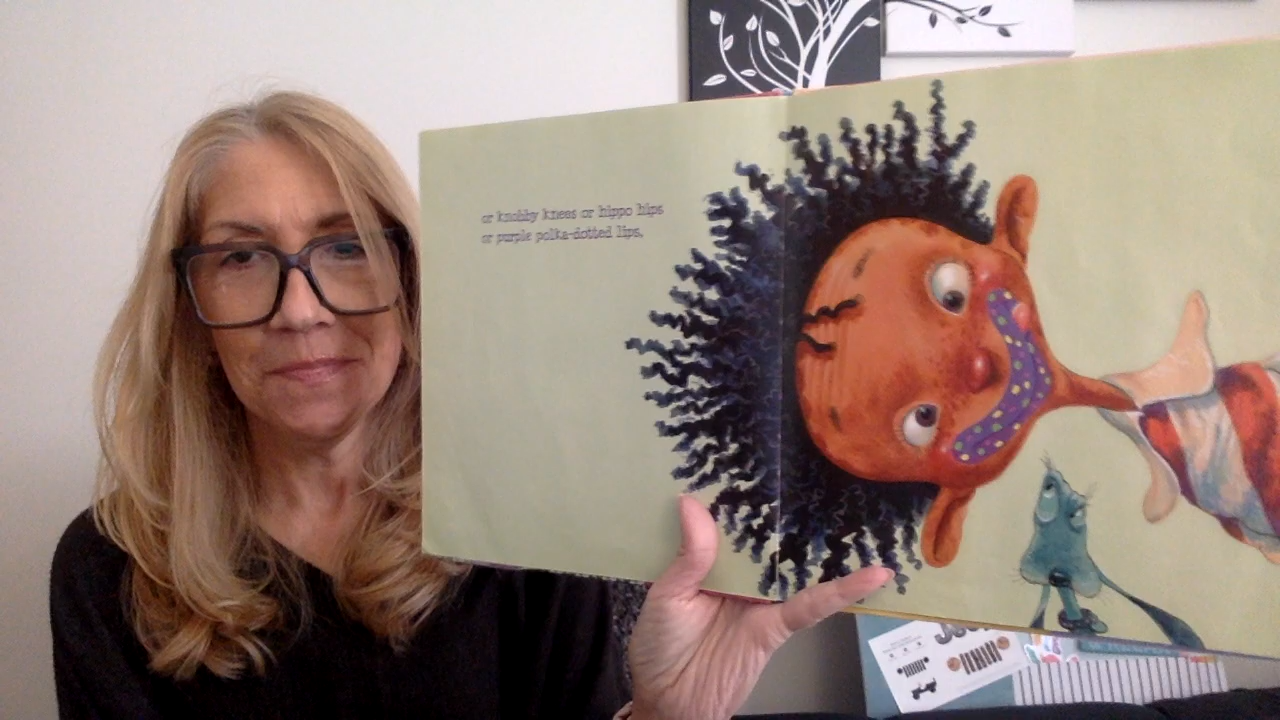 or knobby knees or hippo hips
or purple polka-dotted lips,